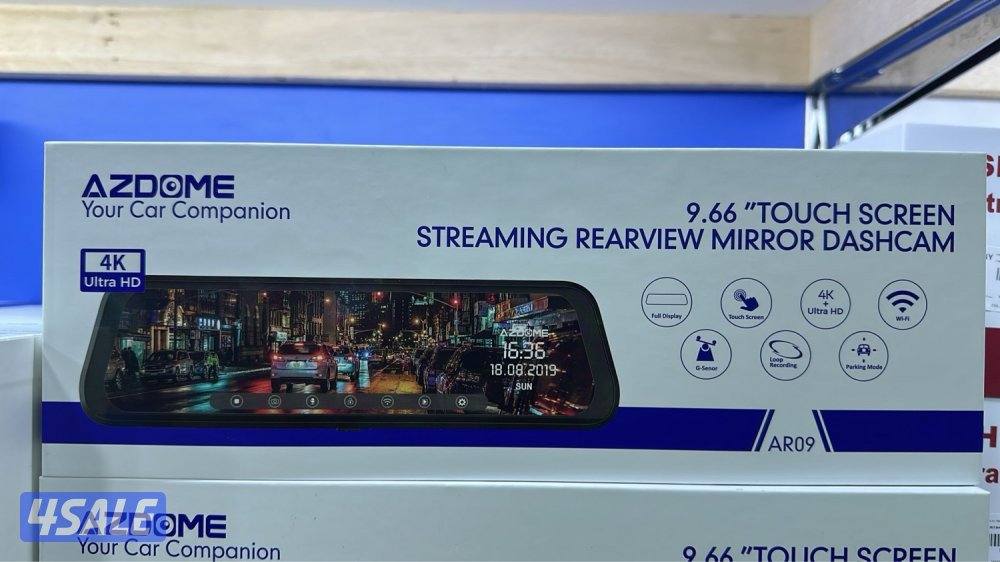 AZDOME
Your Car Companion
9.66 "TOUCH SCREEN
STREAMING REARVIEW MIRROR DASHCAM
4K
Ultra HD
AZDOME
16:36
18.08.2019
SUN
Full Display
Touch Screen
4K
+
Ultra HD
Wi-Fi
G-Senor
Loop
Recording
Parking Mode
AR09
4SALE
AZDOME
Your Car Companion
9.66 "TOUCH SCREEN